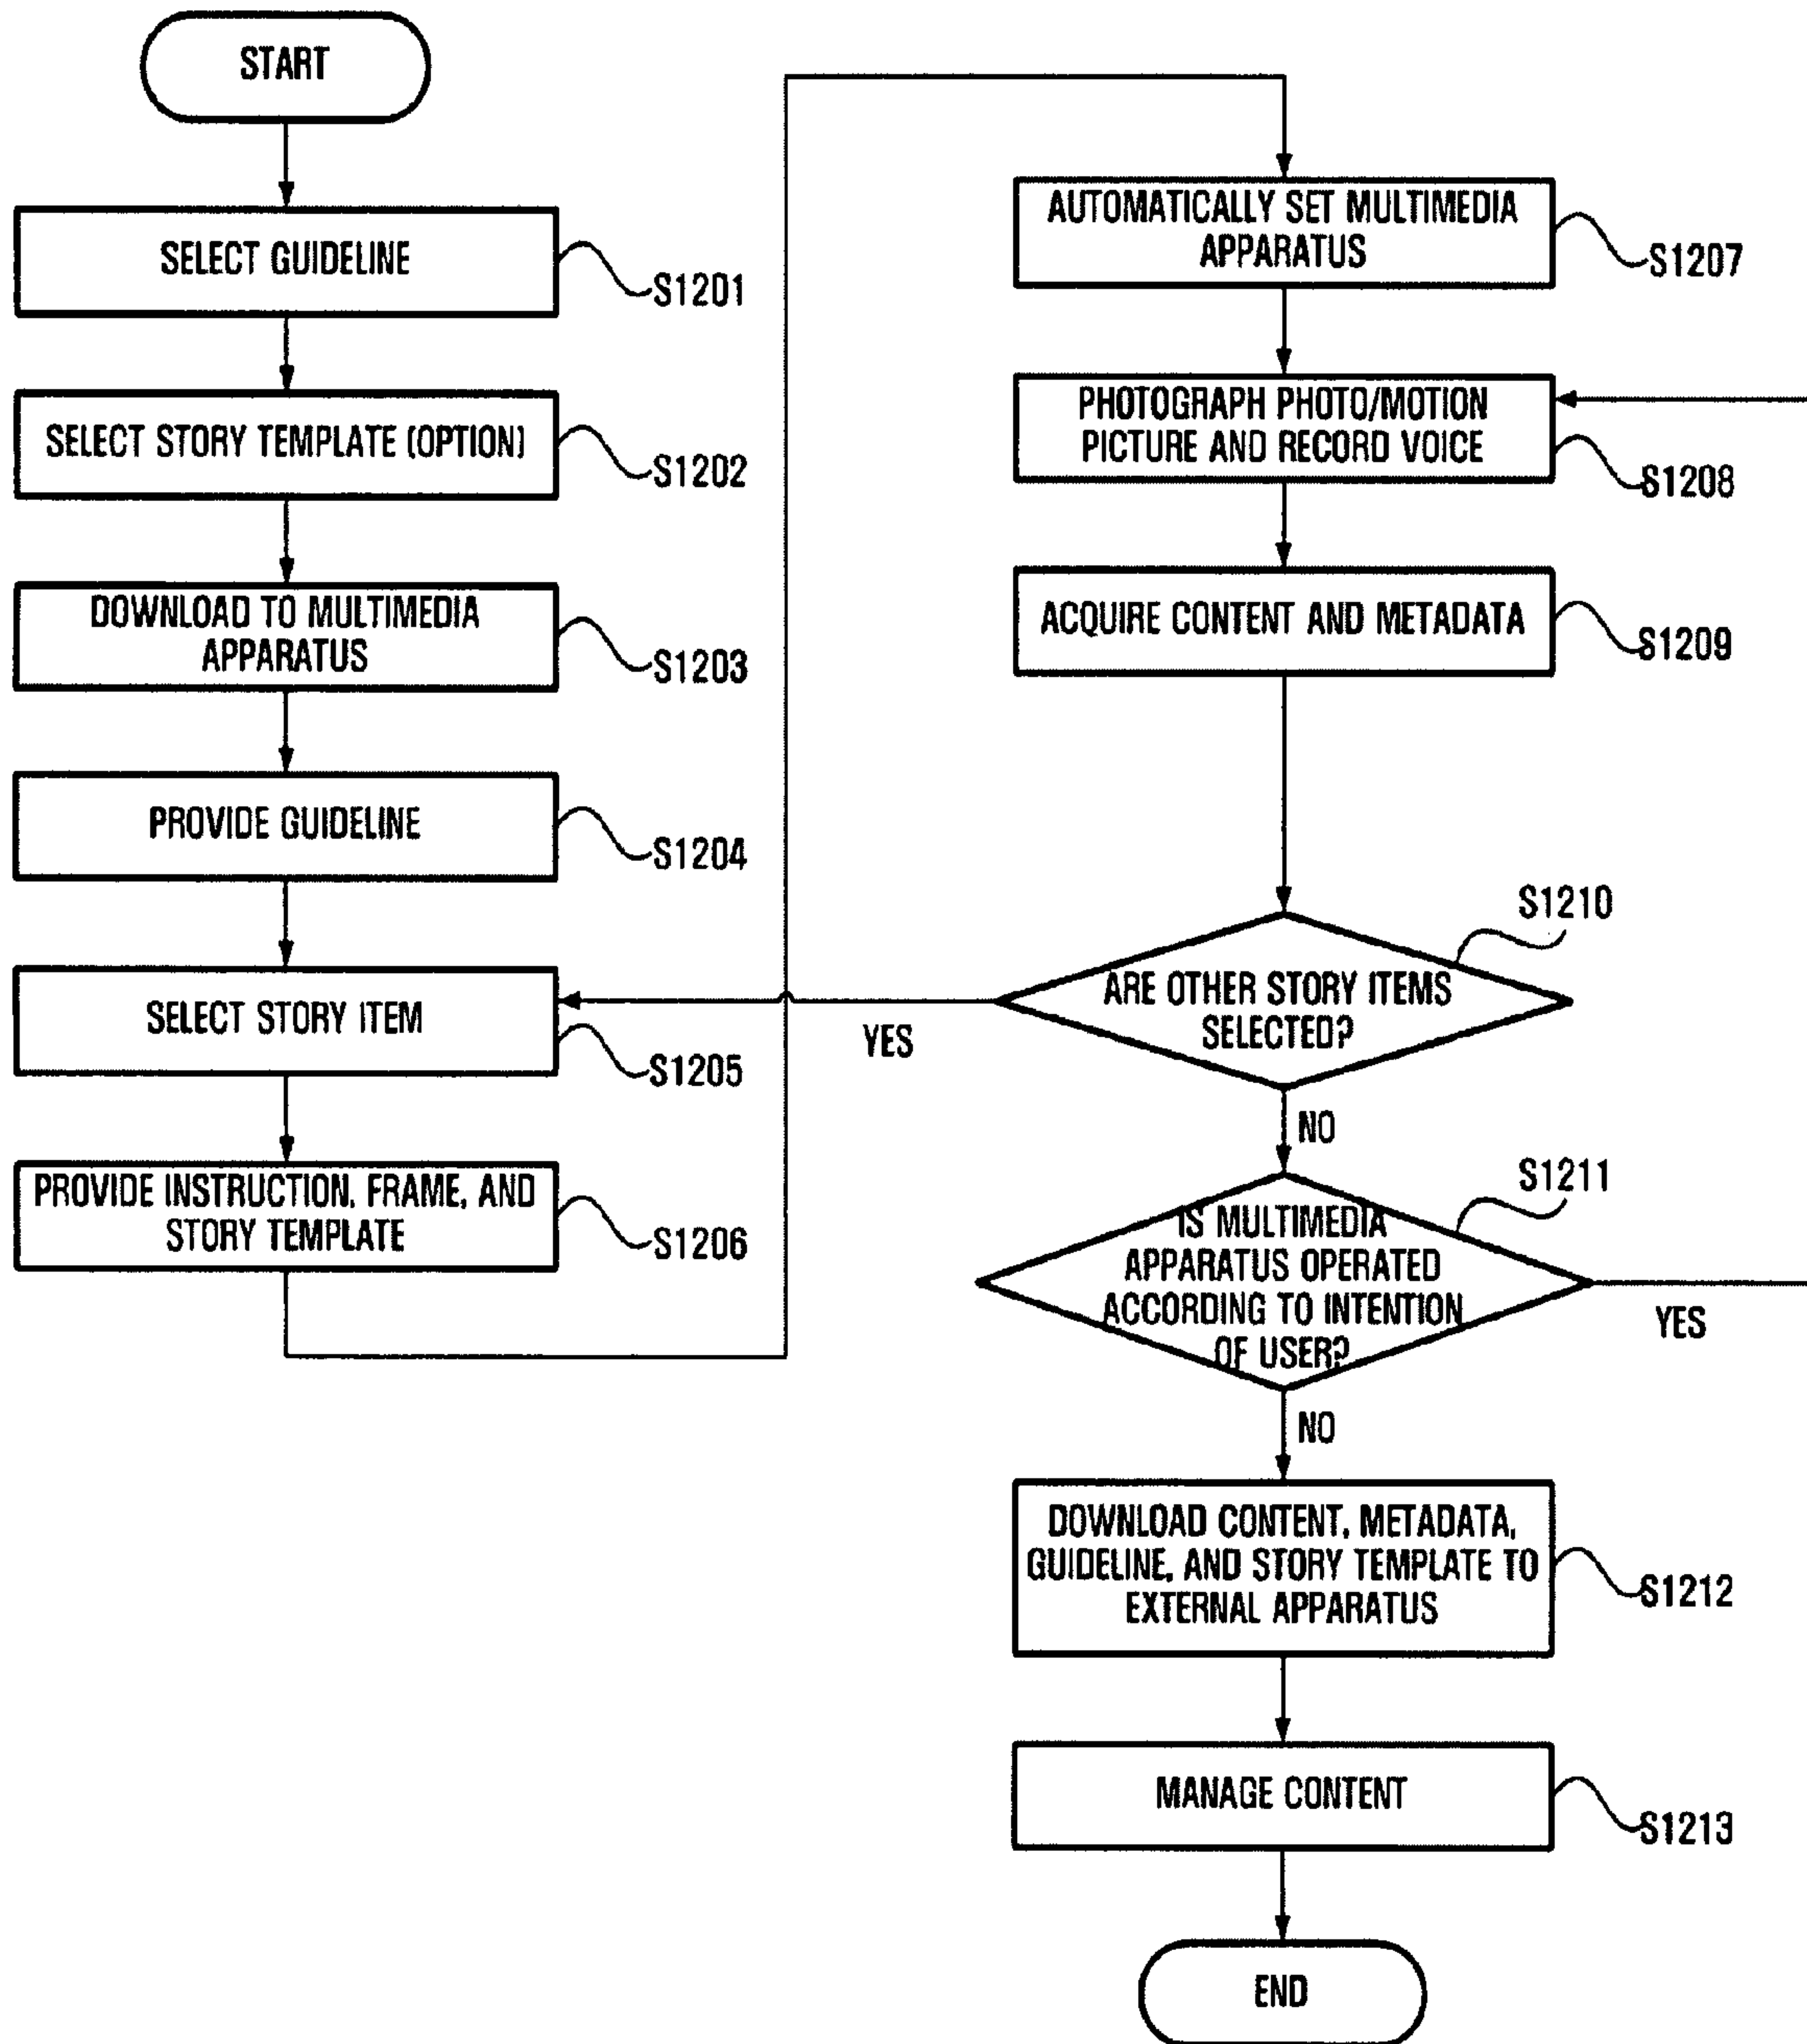 START
SELECT GUIDELINE
S1201
SELECT STORY TEMPLATE (OPTION)
S1202
DOWNLOAD TO MULTIMEDIA
APPARATUS
S1203
PROVIDE GUIDELINE
S1204
SELECT STORY ITEM
S1205
PROVIDE INSTRUCTION, FRAME, AND
STORY TEMPLATE
S1206
AUTOMATICALLY SET MULTIMEDIA
APPARATUS
S1207
PHOTOGRAPH PHOTO/MOTION
PICTURE AND RECORD VOICE
S1208
ACQUIRE CONTENT AND METADATA
S1209
S1210
ARE OTHER STORY ITEMS
SELECTED?
YES
NO
S1211
IS MULTIMEDIA
APPARATUS OPERATED
ACCORDING TO INTENTION
OF USER?
YES
NO
DOWNLOAD CONTENT, METADATA,
GUIDELINE, AND STORY TEMPLATE TO
EXTERNAL APPARATUS
S1212
MANAGE CONTENT
S1213
END